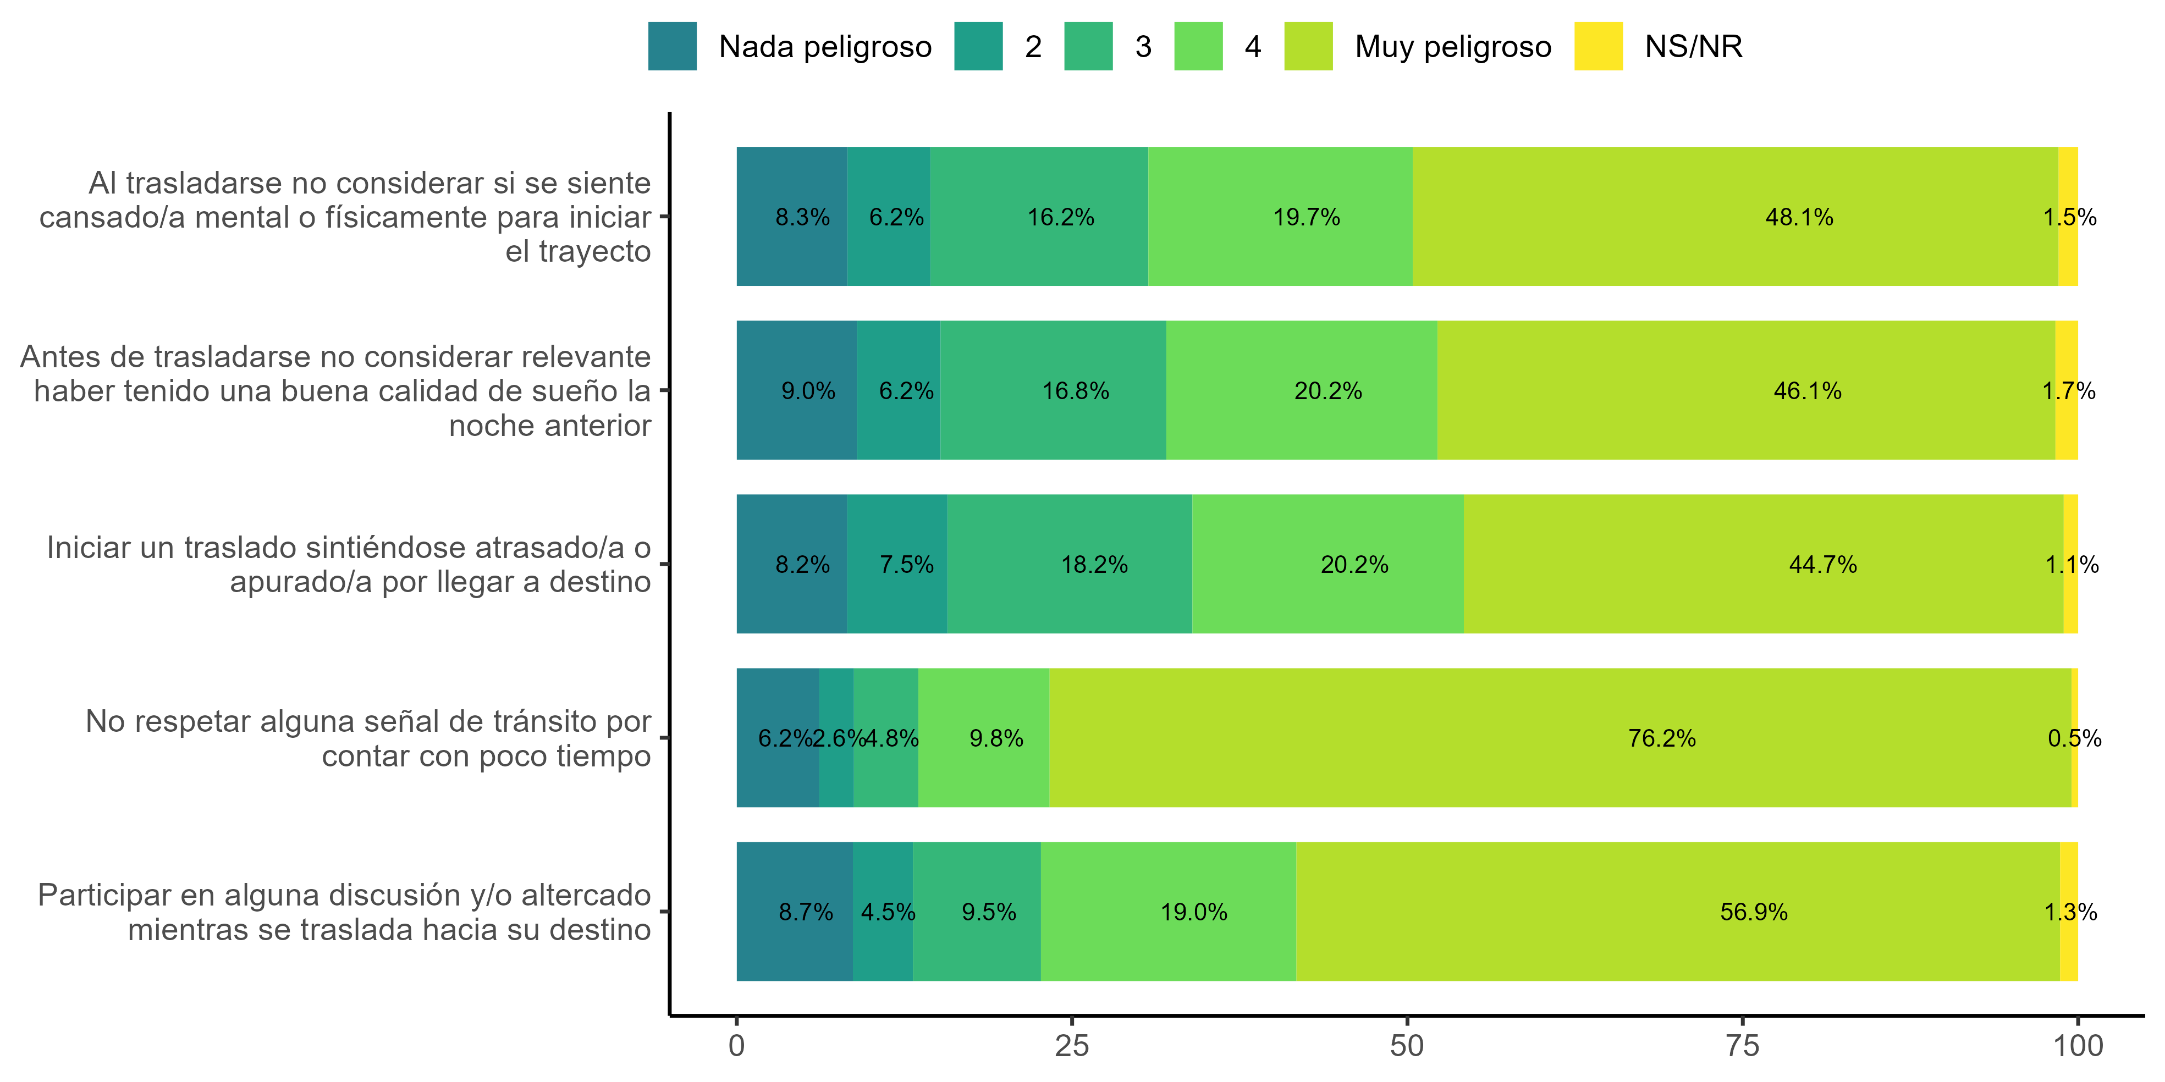 Nada peligroso 2 3 4 Muy peligroso NS/NR
Al trasladarse no considerar si se siente
cansado/a mental o físicamente para iniciar
el trayecto
8.3% 6.2% 16.2% 19.7% 48.1% 1.5%
Antes de trasladarse no considerar relevante
haber tenido una buena calidad de sueño la
noche anterior
9.0% 6.2% 16.8% 20.2% 46.1% 1.7%
Iniciar un traslado sintiéndose atrasado/a o
apurado/a por llegar a destino
8.2% 7.5% 18.2% 20.2% 44.7% 1.1%
No respetar alguna señal de tránsito por
contar con poco tiempo
6.2% 2.6% 4.8% 9.8% 76.2% 0.5%
Participar en alguna discusión y/o altercado
mientras se traslada hacia su destino
8.7% 4.5% 9.5% 19.0% 56.9% 1.3%
0 25 50 75 100